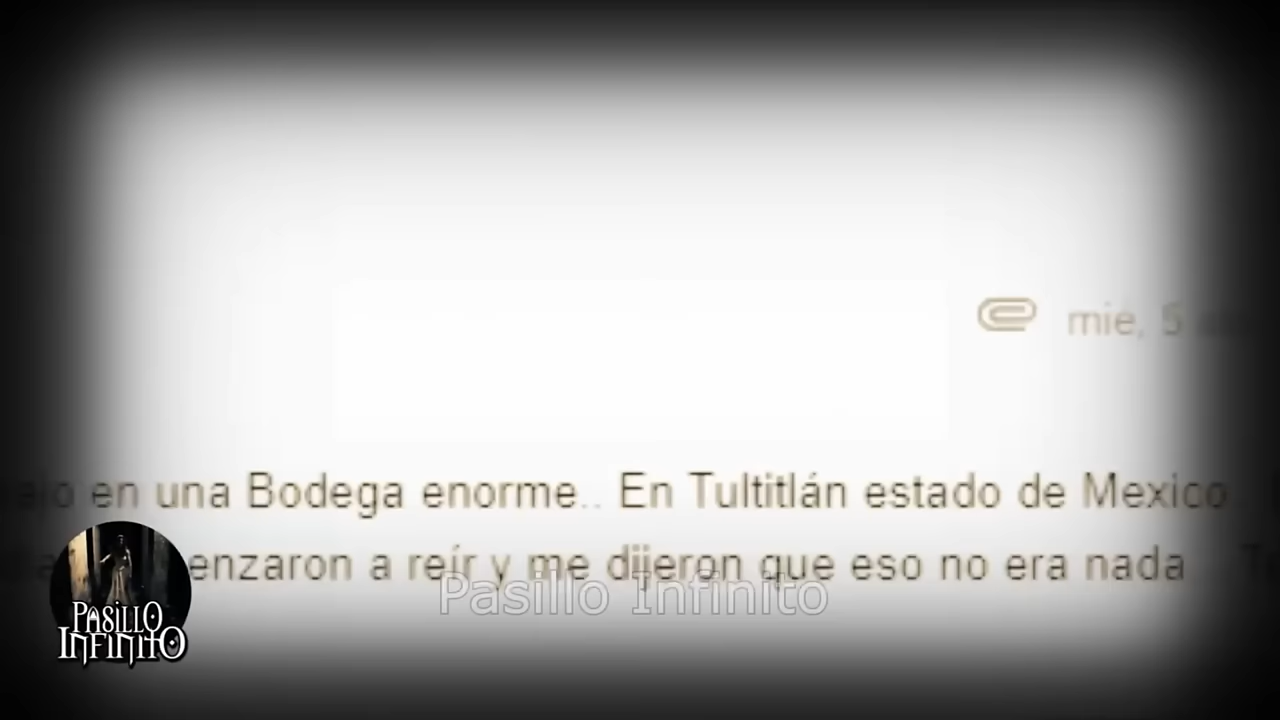 mie, 5
en una Bodega enorme.. En Tultitlán estado de Mexico
enzaron a reír y me dijeron que eso no era nada
Pasillo Infinito
PASILLO
INFINITO